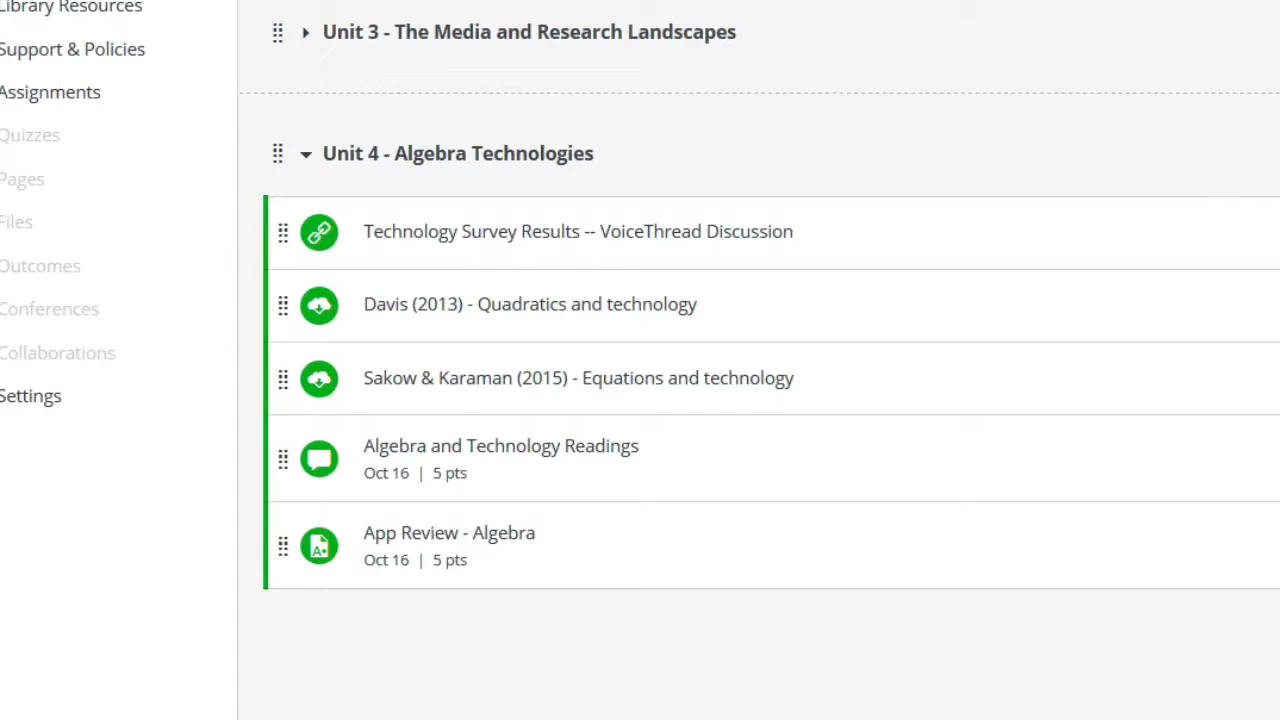 Library Resources
Support & Policies
Assignments
Quizzes
Pages
Files
Outcomes
Conferences
Collaborations
Settings
Unit 3 - The Media and Research Landscapes
Unit 4 - Algebra Technologies
Technology Survey Results -- VoiceThread Discussion
Davis (2013) - Quadratics and technology
Sakow & Karaman (2015) - Equations and technology
Algebra and Technology Readings
Oct 16 | 5 pts
App Review - Algebra
Oct 16 | 5 pts